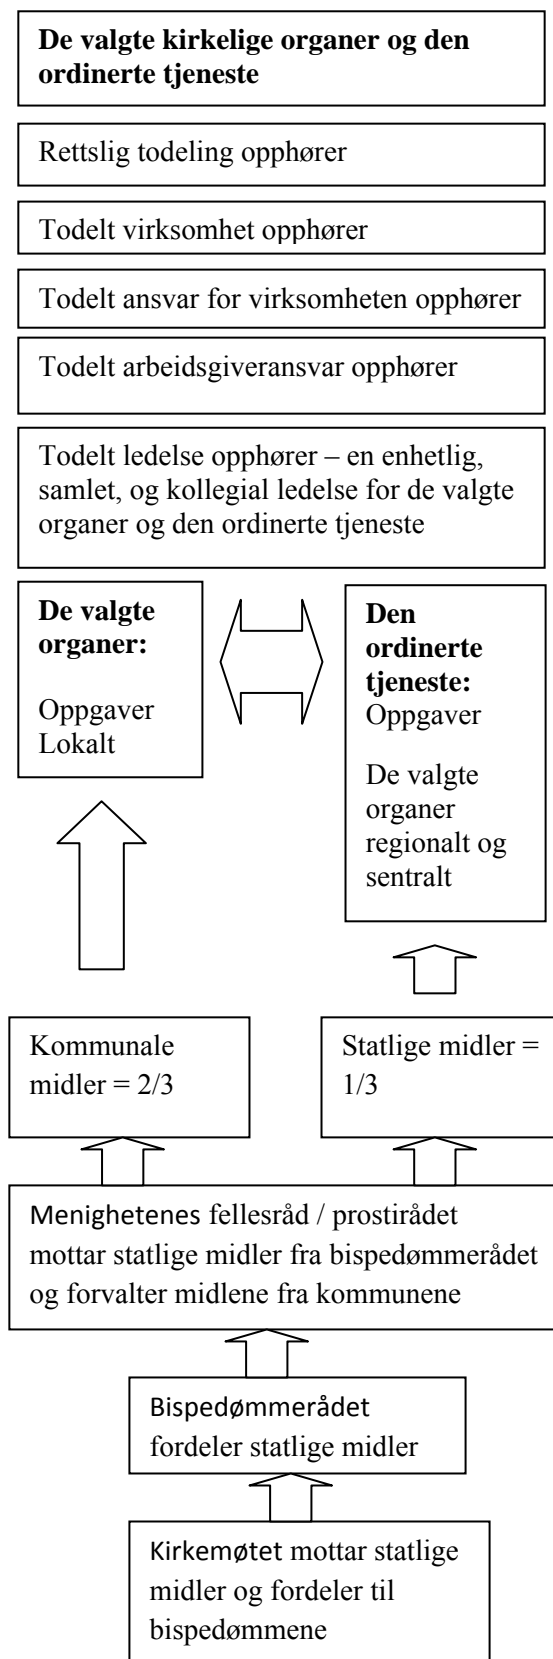 De valgte kirkelige organer og den
ordinerte tjeneste
Rettslig todeling opphører
Todelt virksomhet opphører
Todelt ansvar for virksomheten opphører
Todelt arbeidsgiveransvar opphører
Todelt ledelse opphører – en enhetlig,
samlet, og kollegial ledelse for de valgte
organer og den ordinerte tjeneste
De valgte
organer:
Oppgaver
Lokalt
Den
ordinerte
tjeneste:
Oppgaver
De valgte
organer
regionalt og
sentralt
Kommunale
midler = 2/3
Statlige midler =
1/3
Menighetenes fellesråd / prostirådet
mottar statlige midler fra bispedømmerådet
og forvalter midlene fra kommunene
Bispedømmerådet
fordeler statlige midler
Kirkemøtet mottar statlige
midler og fordeler til
bispedømmene